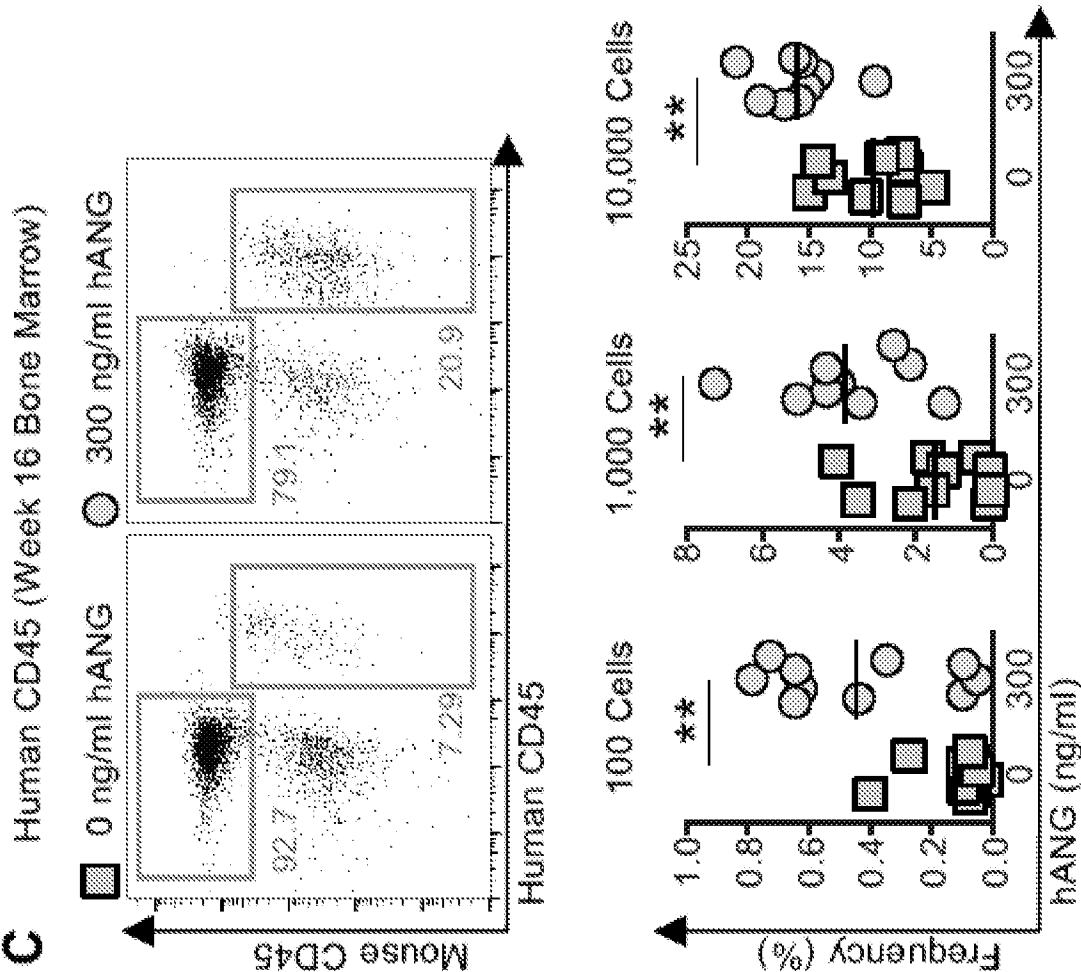 C
Human CD45 (Week 16 Bone Marrow)
0 ng/ml hANG
300 ng/ml hANG
92.7
7.29
79.1
20.9
Mouse CD45
Human CD45
100 Cells
1,000 Cells
10,000 Cells
**
**
**
Frequency (%)
1.0
0.8
0.6
0.4
0.2
0.0
0
300
8
6
4
2
0
0
300
25
20
15
10
5
0
0
300
hANG (ng/ml)